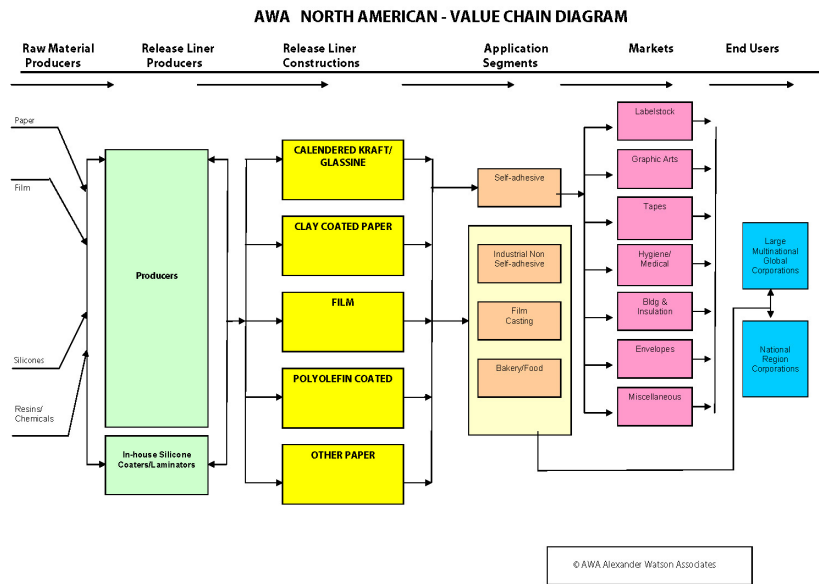 AWA NORTH AMERICAN - VALUE CHAIN DIAGRAM
Raw Material
Producers
Release Liner
Producers
Release Liner
Constructions
Application
Segments
Markets
End Users
Paper
Film
Silicones
Resins/
Chemicals
Producers
In-house Silicone
Coaters/Laminators
CALENDERED KRAFT/
GLASSINE
CLAY COATED PAPER
FILM
POLYOLEFIN COATED
OTHER PAPER
Self-adhesive
Industrial Non
Self-adhesive
Film
Casting
Bakery/Food
Labelstock
Graphic Arts
Tapes
Hygiene/
Medical
Bldg &
Insulation
Envelopes
Miscellaneous
Large
Multinational
Global
Corporations
National
Region
Corporations
© AWA Alexander Watson Associates